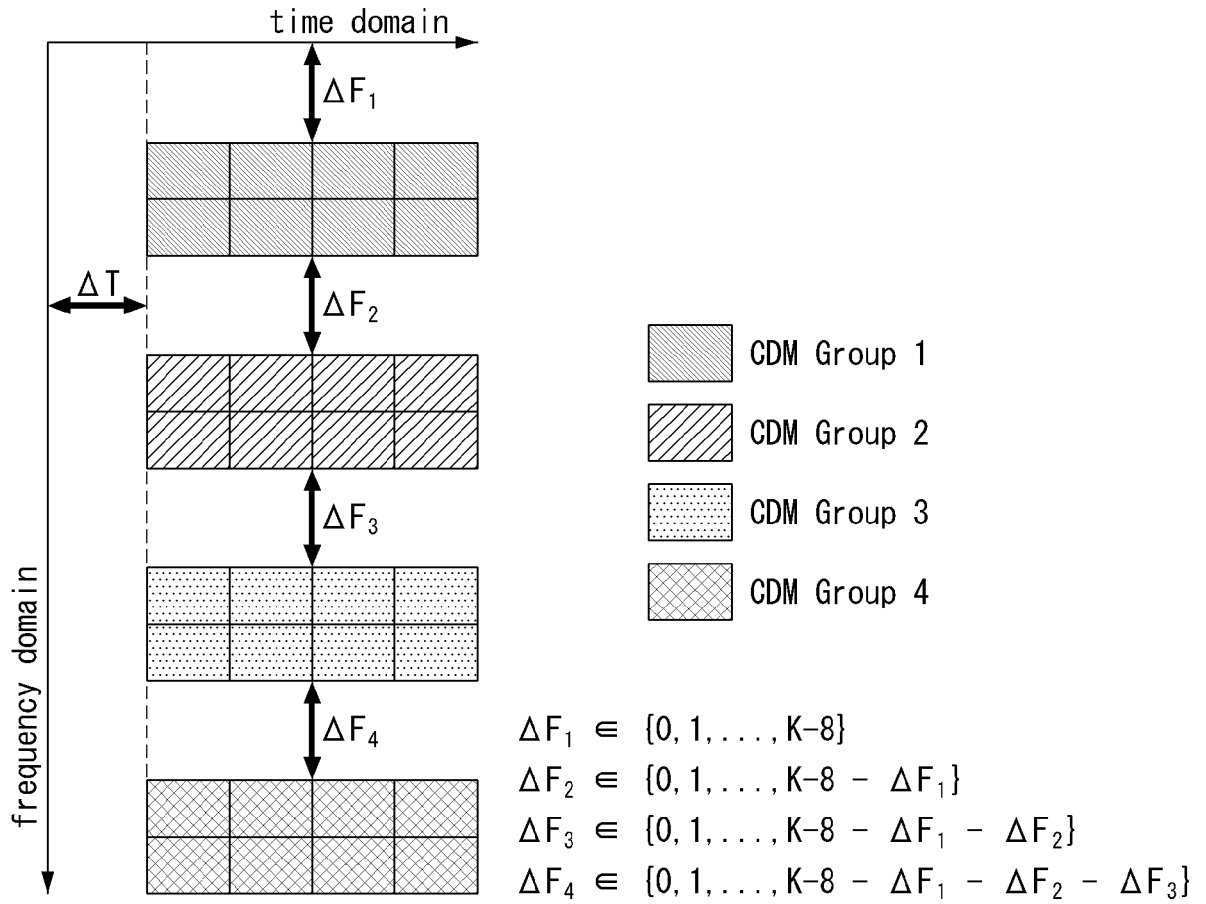 time domain
ΔF₁
ΔT
ΔF₂
CDM Group 1
CDM Group 2
ΔF₃
CDM Group 3
CDM Group 4
frequency domain
ΔF₄
ΔF₁ ∈ {0,1,...,K-8}
ΔF₂ ∈ {0,1,...,K-8 - ΔF₁}
ΔF₃ ∈ {0,1,...,K-8 - ΔF₁ - ΔF₂}
ΔF₄ ∈ {0,1,...,K-8 - ΔF₁ - ΔF₂ - ΔF₃}